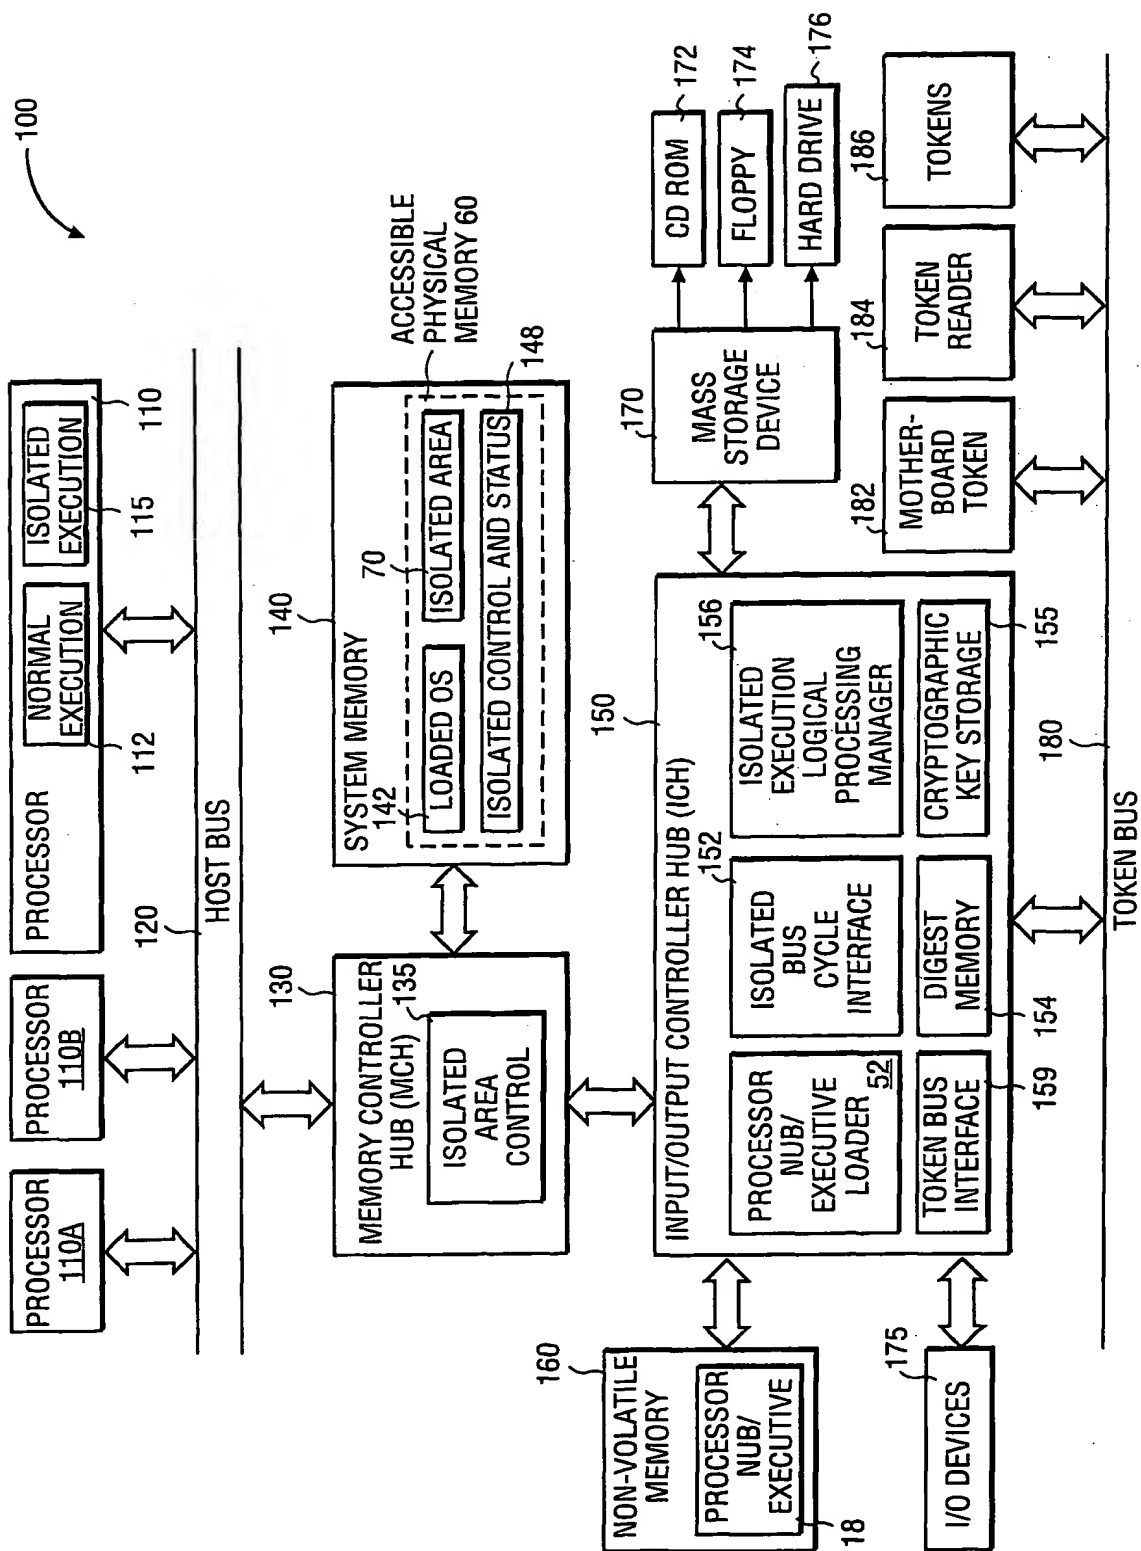 100
PROCESSOR
110A
PROCESSOR
110B
PROCESSOR
NORMAL
EXECUTION
112
ISOLATED
EXECUTION
115
110
120
HOST BUS
130
MEMORY CONTROLLER
HUB (MCH)
135
ISOLATED
AREA
CONTROL
140
SYSTEM MEMORY
142
LOADED OS
70
ISOLATED AREA
ISOLATED CONTROL AND STATUS
ACCESSIBLE
PHYSICAL
MEMORY 60
148
160
NON-VOLATILE
MEMORY
PROCESSOR
NUB/
EXECUTIVE
18
150
INPUT/OUTPUT CONTROLLER HUB (ICH)
PROCESSOR
NUB/
EXECUTIVE
LOADER
52
152
ISOLATED
BUS
CYCLE
INTERFACE
156
ISOLATED
EXECUTION
LOGICAL
PROCESSING
MANAGER
TOKEN BUS
INTERFACE
159
DIGEST
MEMORY
154
CRYPTOGRAPHIC
KEY STORAGE
155
170
MASS
STORAGE
DEVICE
CD ROM
172
FLOPPY
174
HARD DRIVE
176
175
I/O DEVICES
182
MOTHER-
BOARD
TOKEN
184
TOKEN
READER
186
TOKENS
180
TOKEN BUS